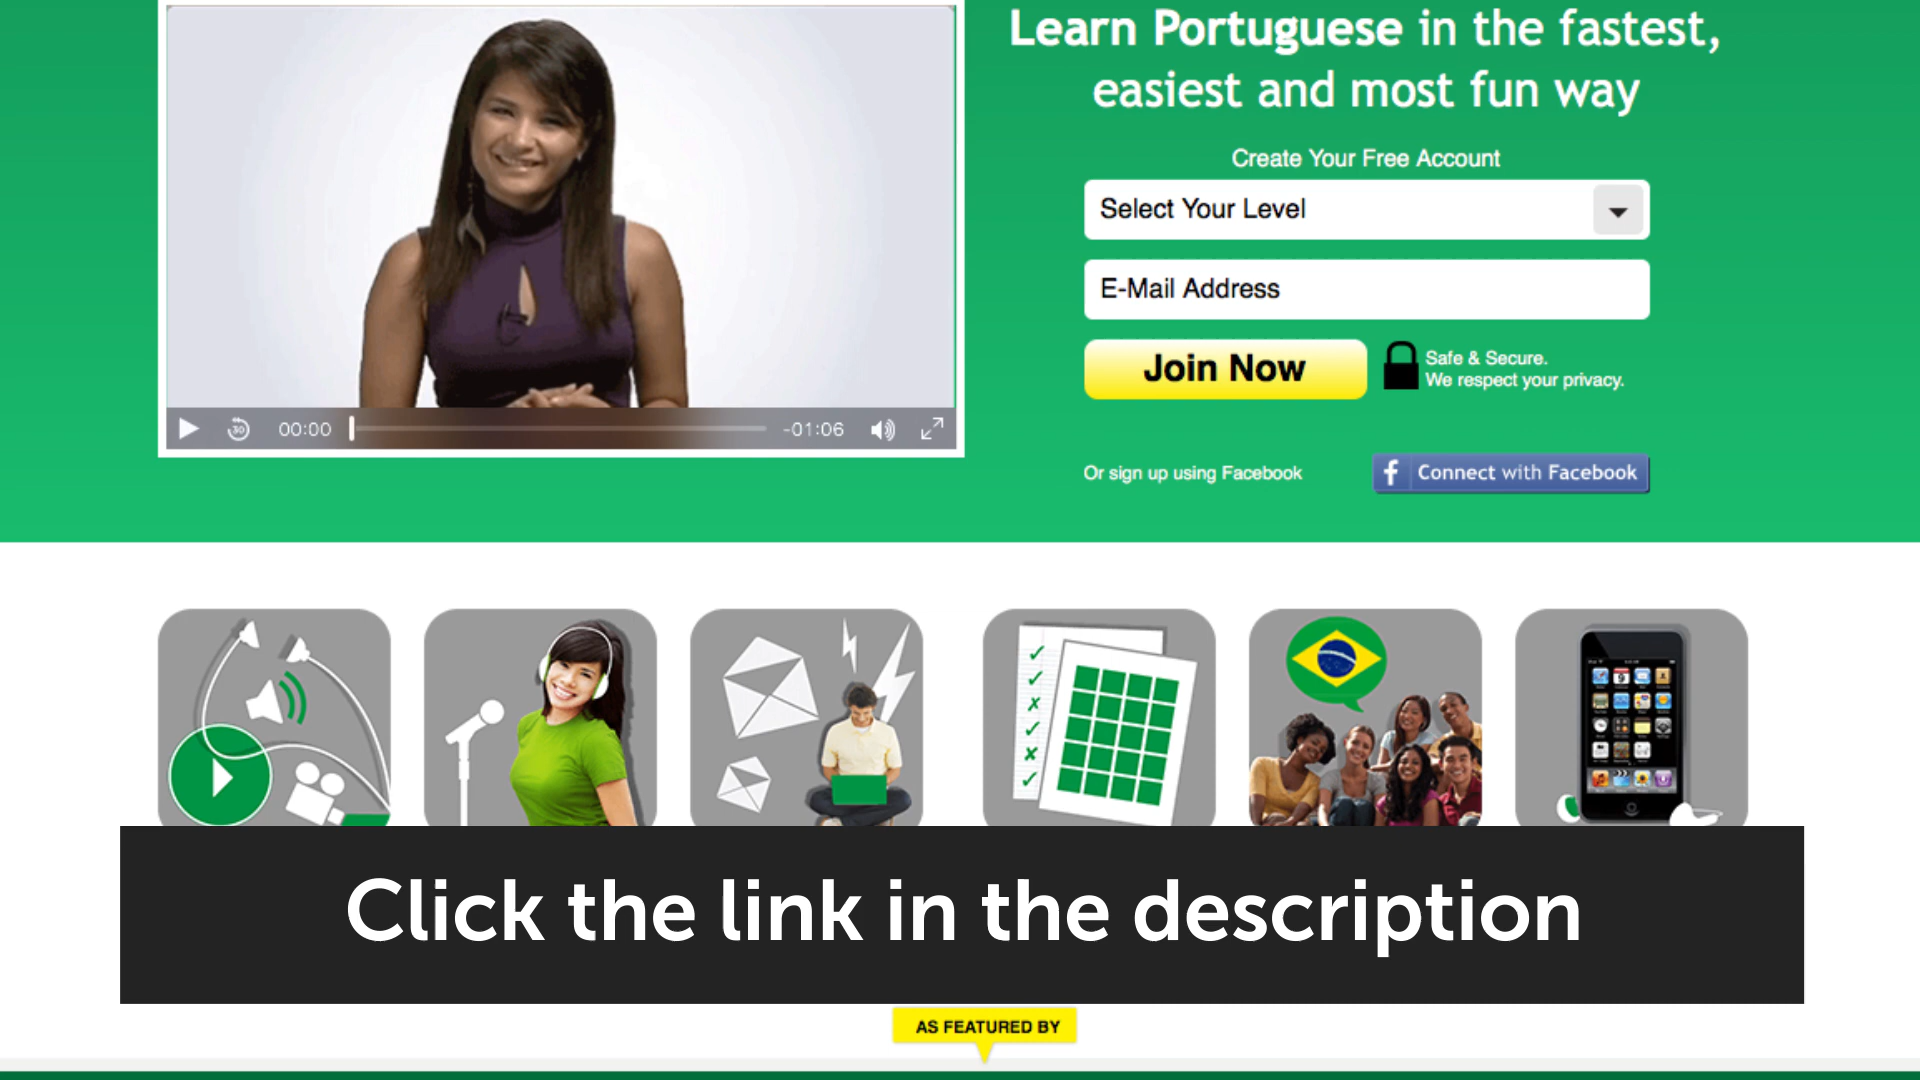 Learn Portuguese in the fastest,
easiest and most fun way
Create Your Free Account
Select Your Level
E-Mail Address
Join Now
Safe & Secure.
We respect your privacy.
30
00:00
-01:06
Or sign up using Facebook
f Connect with Facebook
Click the link in the description
AS FEATURED BY